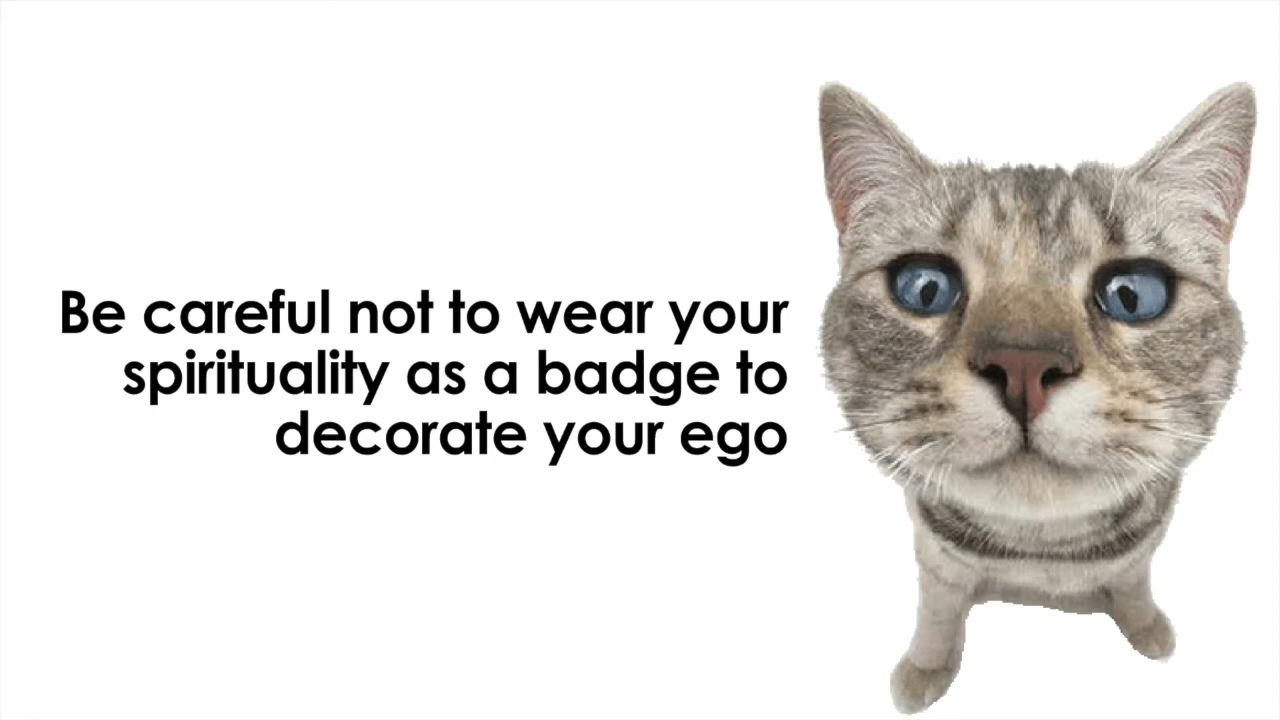 Be careful not to wear your
spirituality as a badge to
decorate your ego